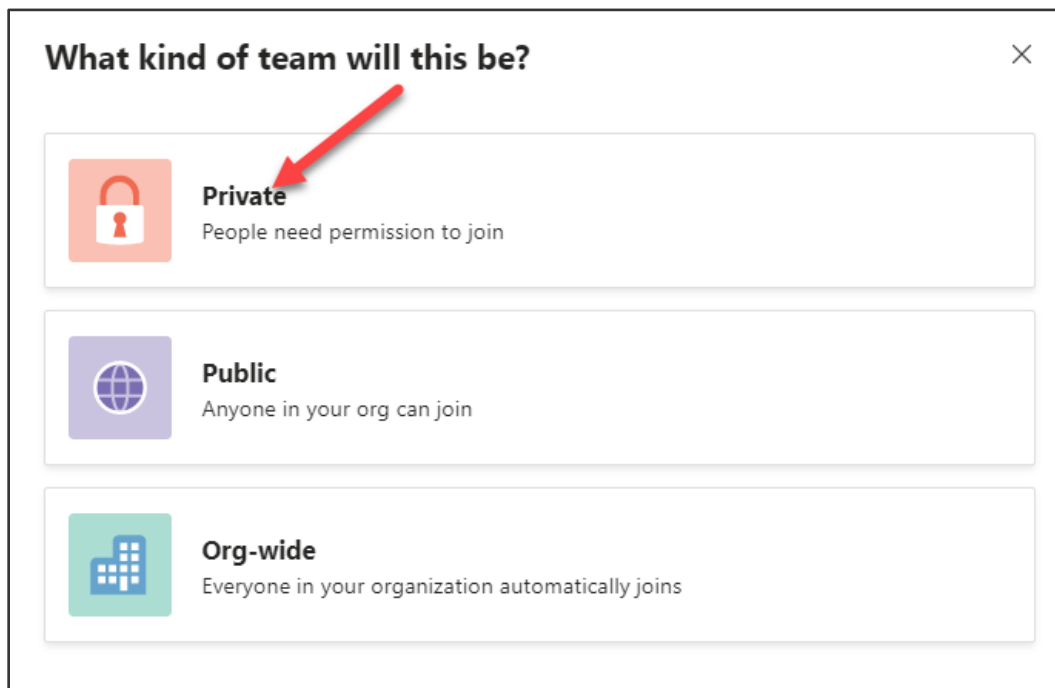 What kind of team will this be?
Private
People need permission to join
Public
Anyone in your org can join
Org-wide
Everyone in your organization automatically joins